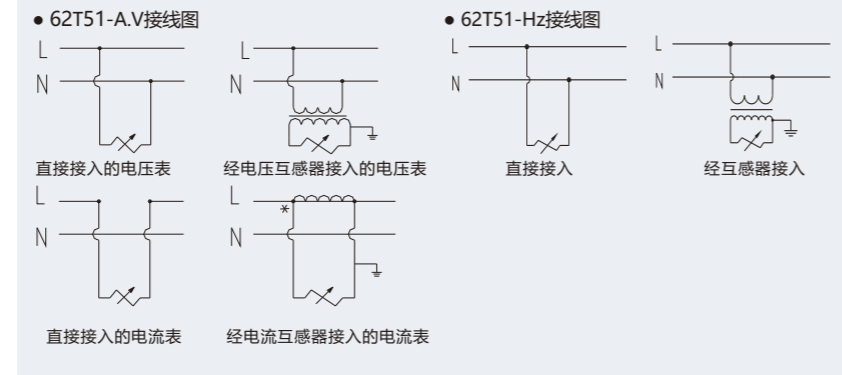 ● 62T51-A.V接线图
● 62T51-Hz接线图
L
L
L
L
N
N
N
N
直接接入的电压表
经电压互感器接入的电压表
直接接入
经互感器接入
L
L
*
N
N
直接接入的电流表
经电流互感器接入的电流表